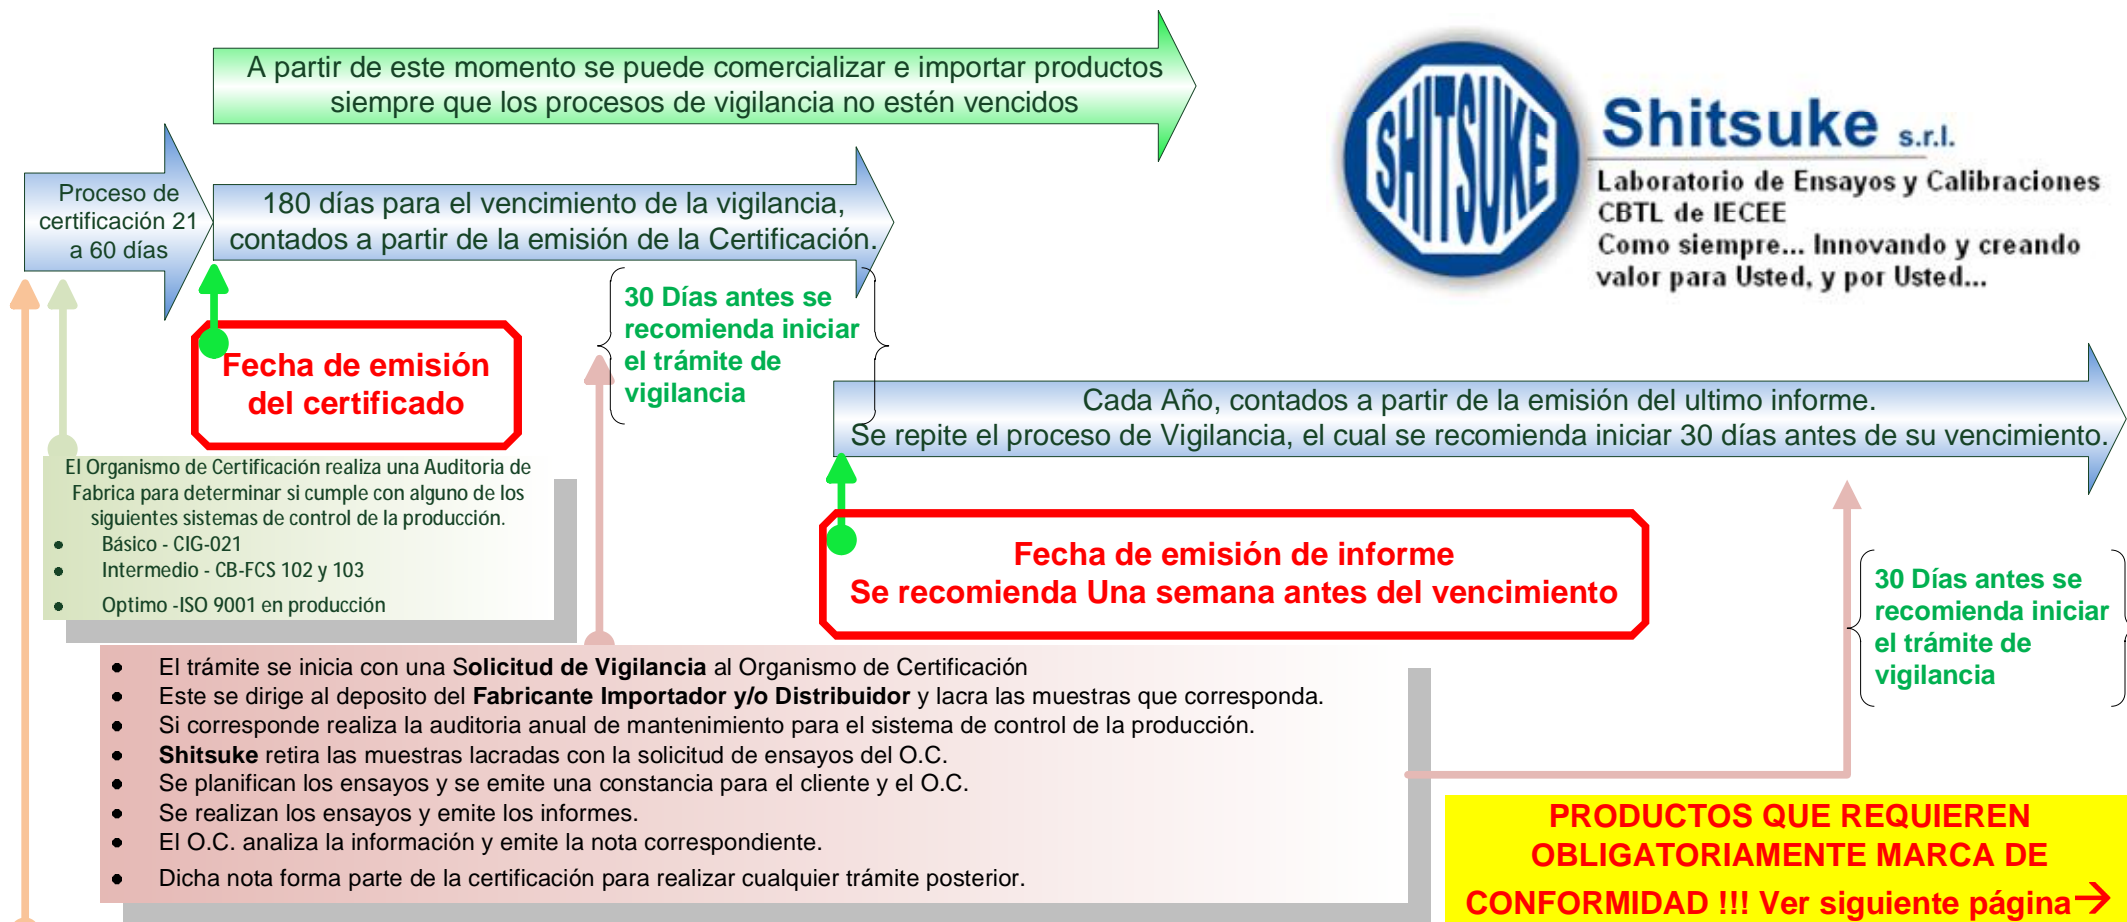 A partir de este momento se puede comercializar e importar productos
siempre que los procesos de vigilancia no estén vencidos
SHITSUKE
Shitsuke s.r.l.
Laboratorio de Ensayos y Calibraciones
CBTL de IECEE
Como siempre... Innovando y creando
valor para Usted, y por Usted...
Proceso de
certificación 21
a 60 días
180 días para el vencimiento de la vigilancia,
contados a partir de la emisión de la Certificación.
30 Días antes se
recomienda iniciar
el trámite de
vigilancia
Fecha de emisión
del certificado
Cada Año, contados a partir de la emisión del ultimo informe.
Se repite el proceso de Vigilancia, el cual se recomienda iniciar 30 días antes de su vencimiento.
El Organismo de Certificación realiza una Auditoria de
Fabrica para determinar si cumple con alguno de los
siguientes sistemas de control de la producción.
• Básico - CIG-021
• Intermedio - CB-FCS 102 y 103
• Optimo -ISO 9001 en producción
Fecha de emisión de informe
Se recomienda Una semana antes del vencimiento
30 Días antes se
recomienda iniciar
el trámite de
vigilancia
• El trámite se inicia con una Solicitud de Vigilancia al Organismo de Certificación
• Este se dirige al deposito del Fabricante Importador y/o Distribuidor y lacra las muestras que corresponda.
• Si corresponde realiza la auditoria anual de mantenimiento para el sistema de control de la producción.
• Shitsuke retira las muestras lacradas con la solicitud de ensayos del O.C.
• Se planifican los ensayos y se emite una constancia para el cliente y el O.C.
• Se realizan los ensayos y emite los informes.
• El O.C. analiza la información y emite la nota correspondiente.
• Dicha nota forma parte de la certificación para realizar cualquier trámite posterior.
PRODUCTOS QUE REQUIEREN
OBLIGATORIAMENTE MARCA DE
CONFORMIDAD !!! Ver siguiente página→